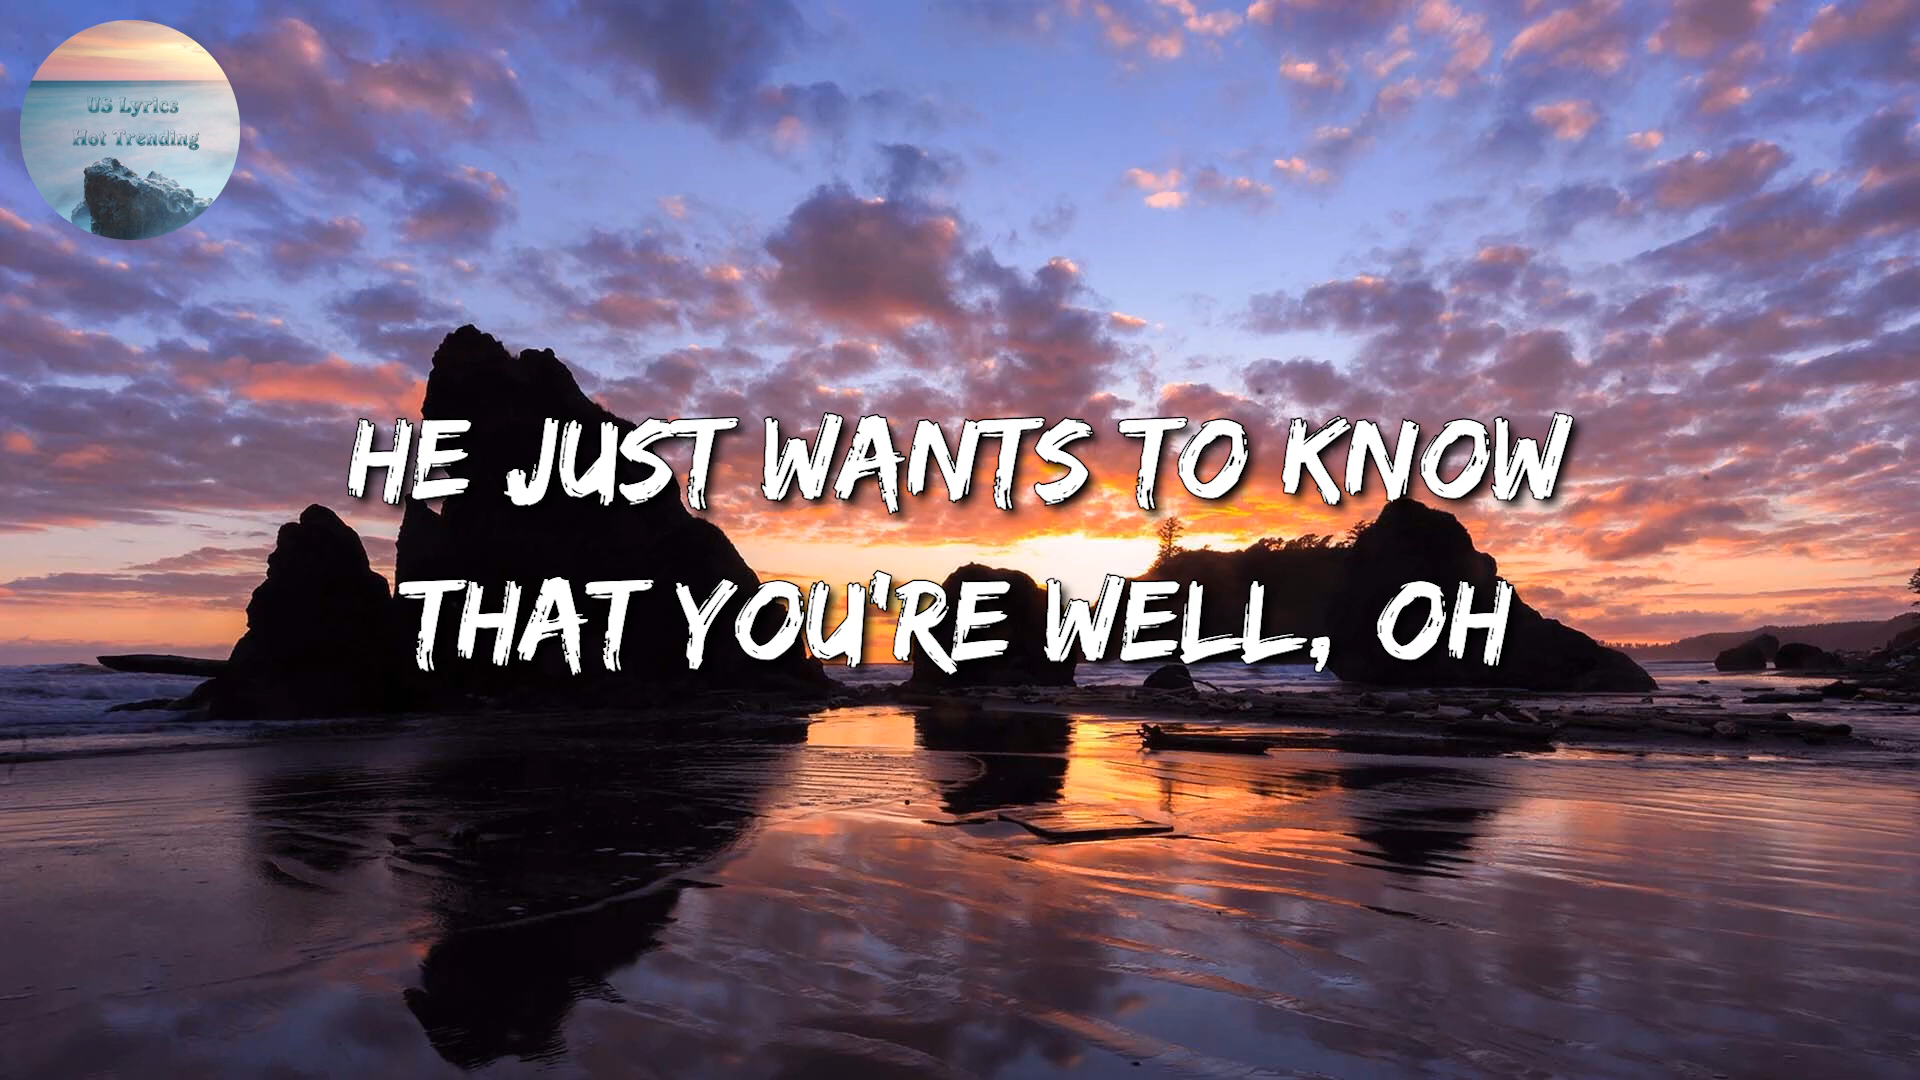 US Lyrics
Hot Trending
HE JUST WANTS TO KNOW
THAT YOU'RE WELL, OH